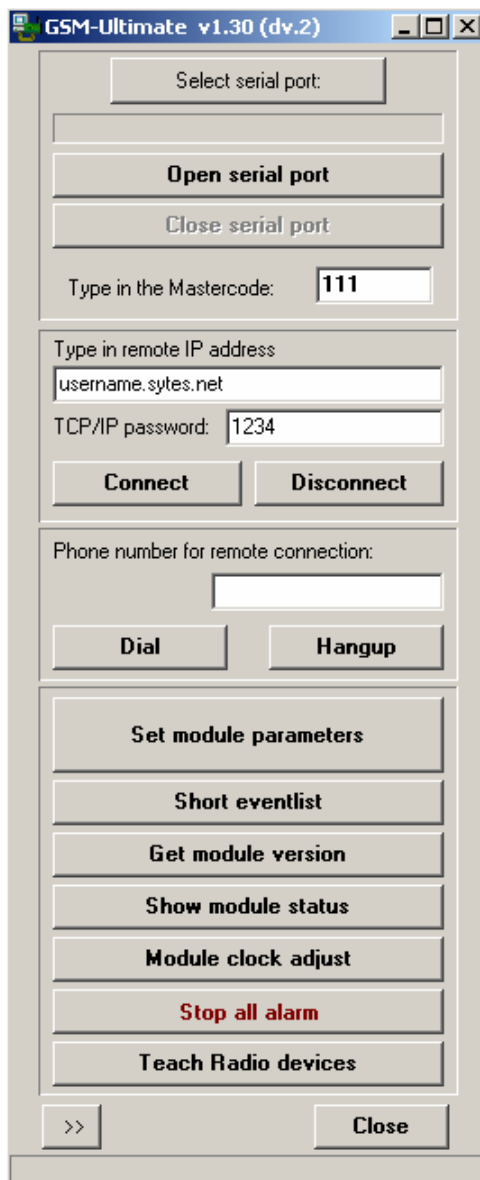 GSM-Ultimate v1.30 (dv.2)
Select serial port:
Open serial port
Close serial port
Type in the Mastercode: 111
Type in remote IP address
username.sytes.net
TCP/IP password: 1234
Connect Disconnect
Phone number for remote connection:
Dial Hangup
Set module parameters
Short eventlist
Get module version
Show module status
Module clock adjust
Stop all alarm
Teach Radio devices
>> Close